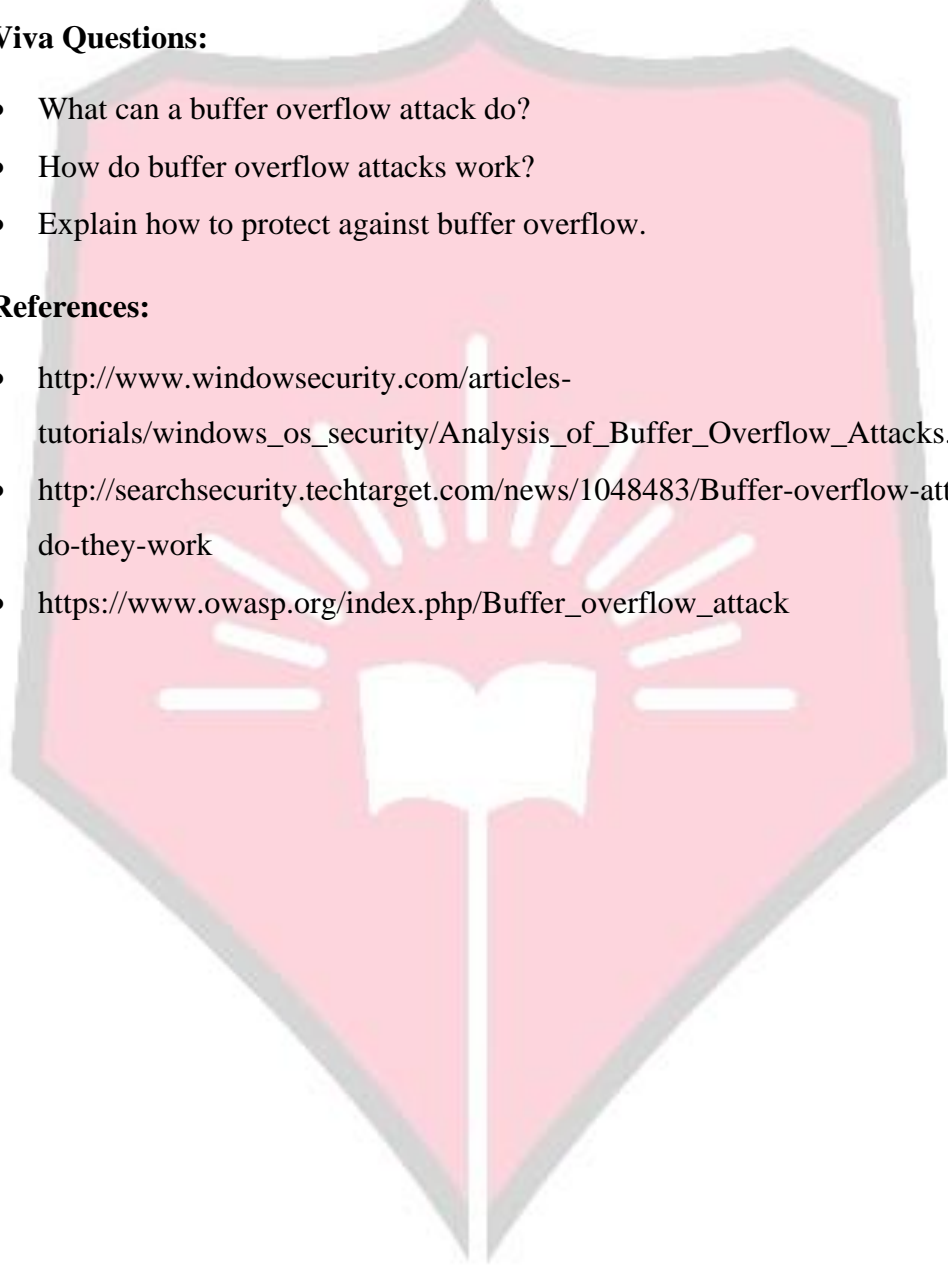 Viva Questions:
• What can a buffer overflow attack do?
• How do buffer overflow attacks work?
• Explain how to protect against buffer overflow.
References:
• http://www.windowsecurity.com/articles-
tutorials/windows_os_security/Analysis_of_Buffer_Overflow_Attacks.
• http://searchsecurity.techtarget.com/news/1048483/Buffer-overflow-att
do-they-work
• https://www.owasp.org/index.php/Buffer_overflow_attack